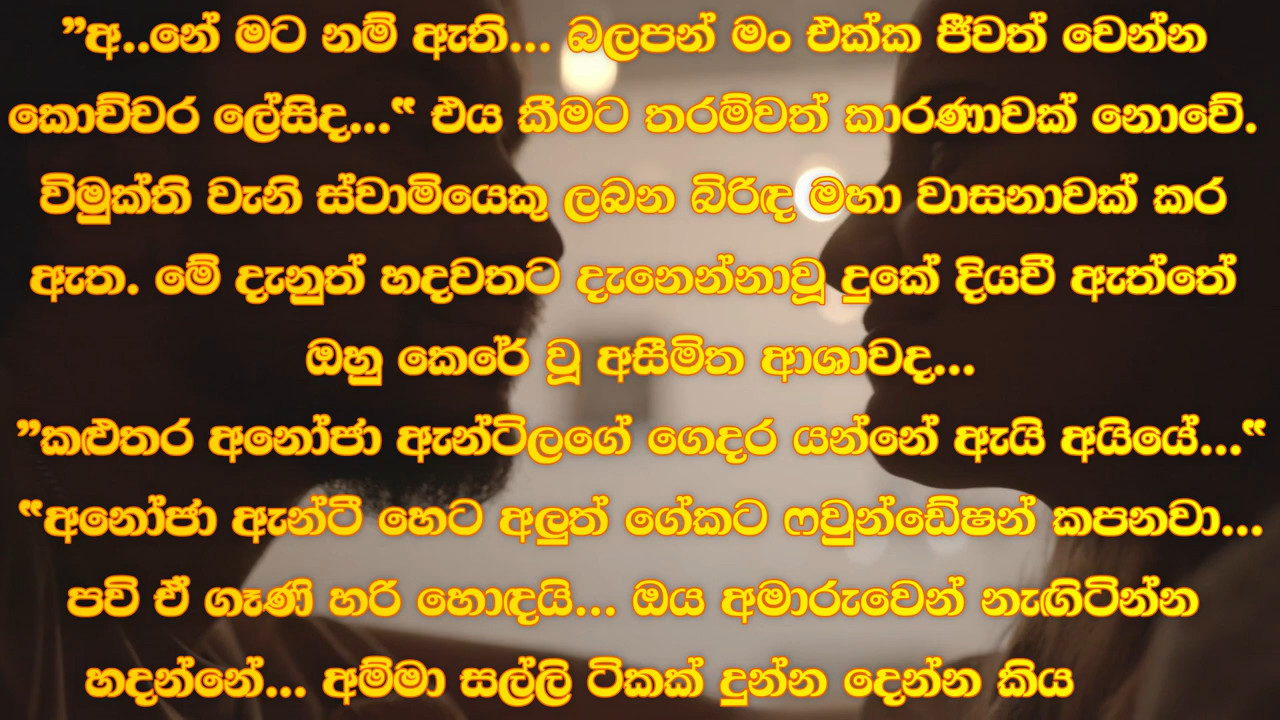 ”අ..නේ මට නම් ඇති... බලපන් මං එක්ක ජීවත් වෙන්න
කොච්චර ලේසිද...“ එය කීමට තරම්වත් කාරණාවක් නොවේ.
විමුක්ති වැනි ස්වාමියෙකු ලබන බිරිඳ මහා වාසනාවක් කර
ඇත. මේ දැනුත් හදවතට දැනෙන්නාවූ දුකේ දියවී ඇත්තේ
ඔහු කෙරේ වූ අසීමිත ආශාවද...
”කළුතර අනෝජා ඇන්ටිලගේ ගෙදර යන්නේ ඇයි අයියේ...“
“අනෝජා ඇන්ටී හෙට අලුත් ගේකට ෆවුන්ඩේෂන් කපනවා...
පව් ඒ ගෑණි හරි හොඳයි... ඔය අමාරුවෙන් නැඟිටින්න
හදන්නේ... අම්මා සල්ලි ටිකක් දුන්න දෙන්න කිය